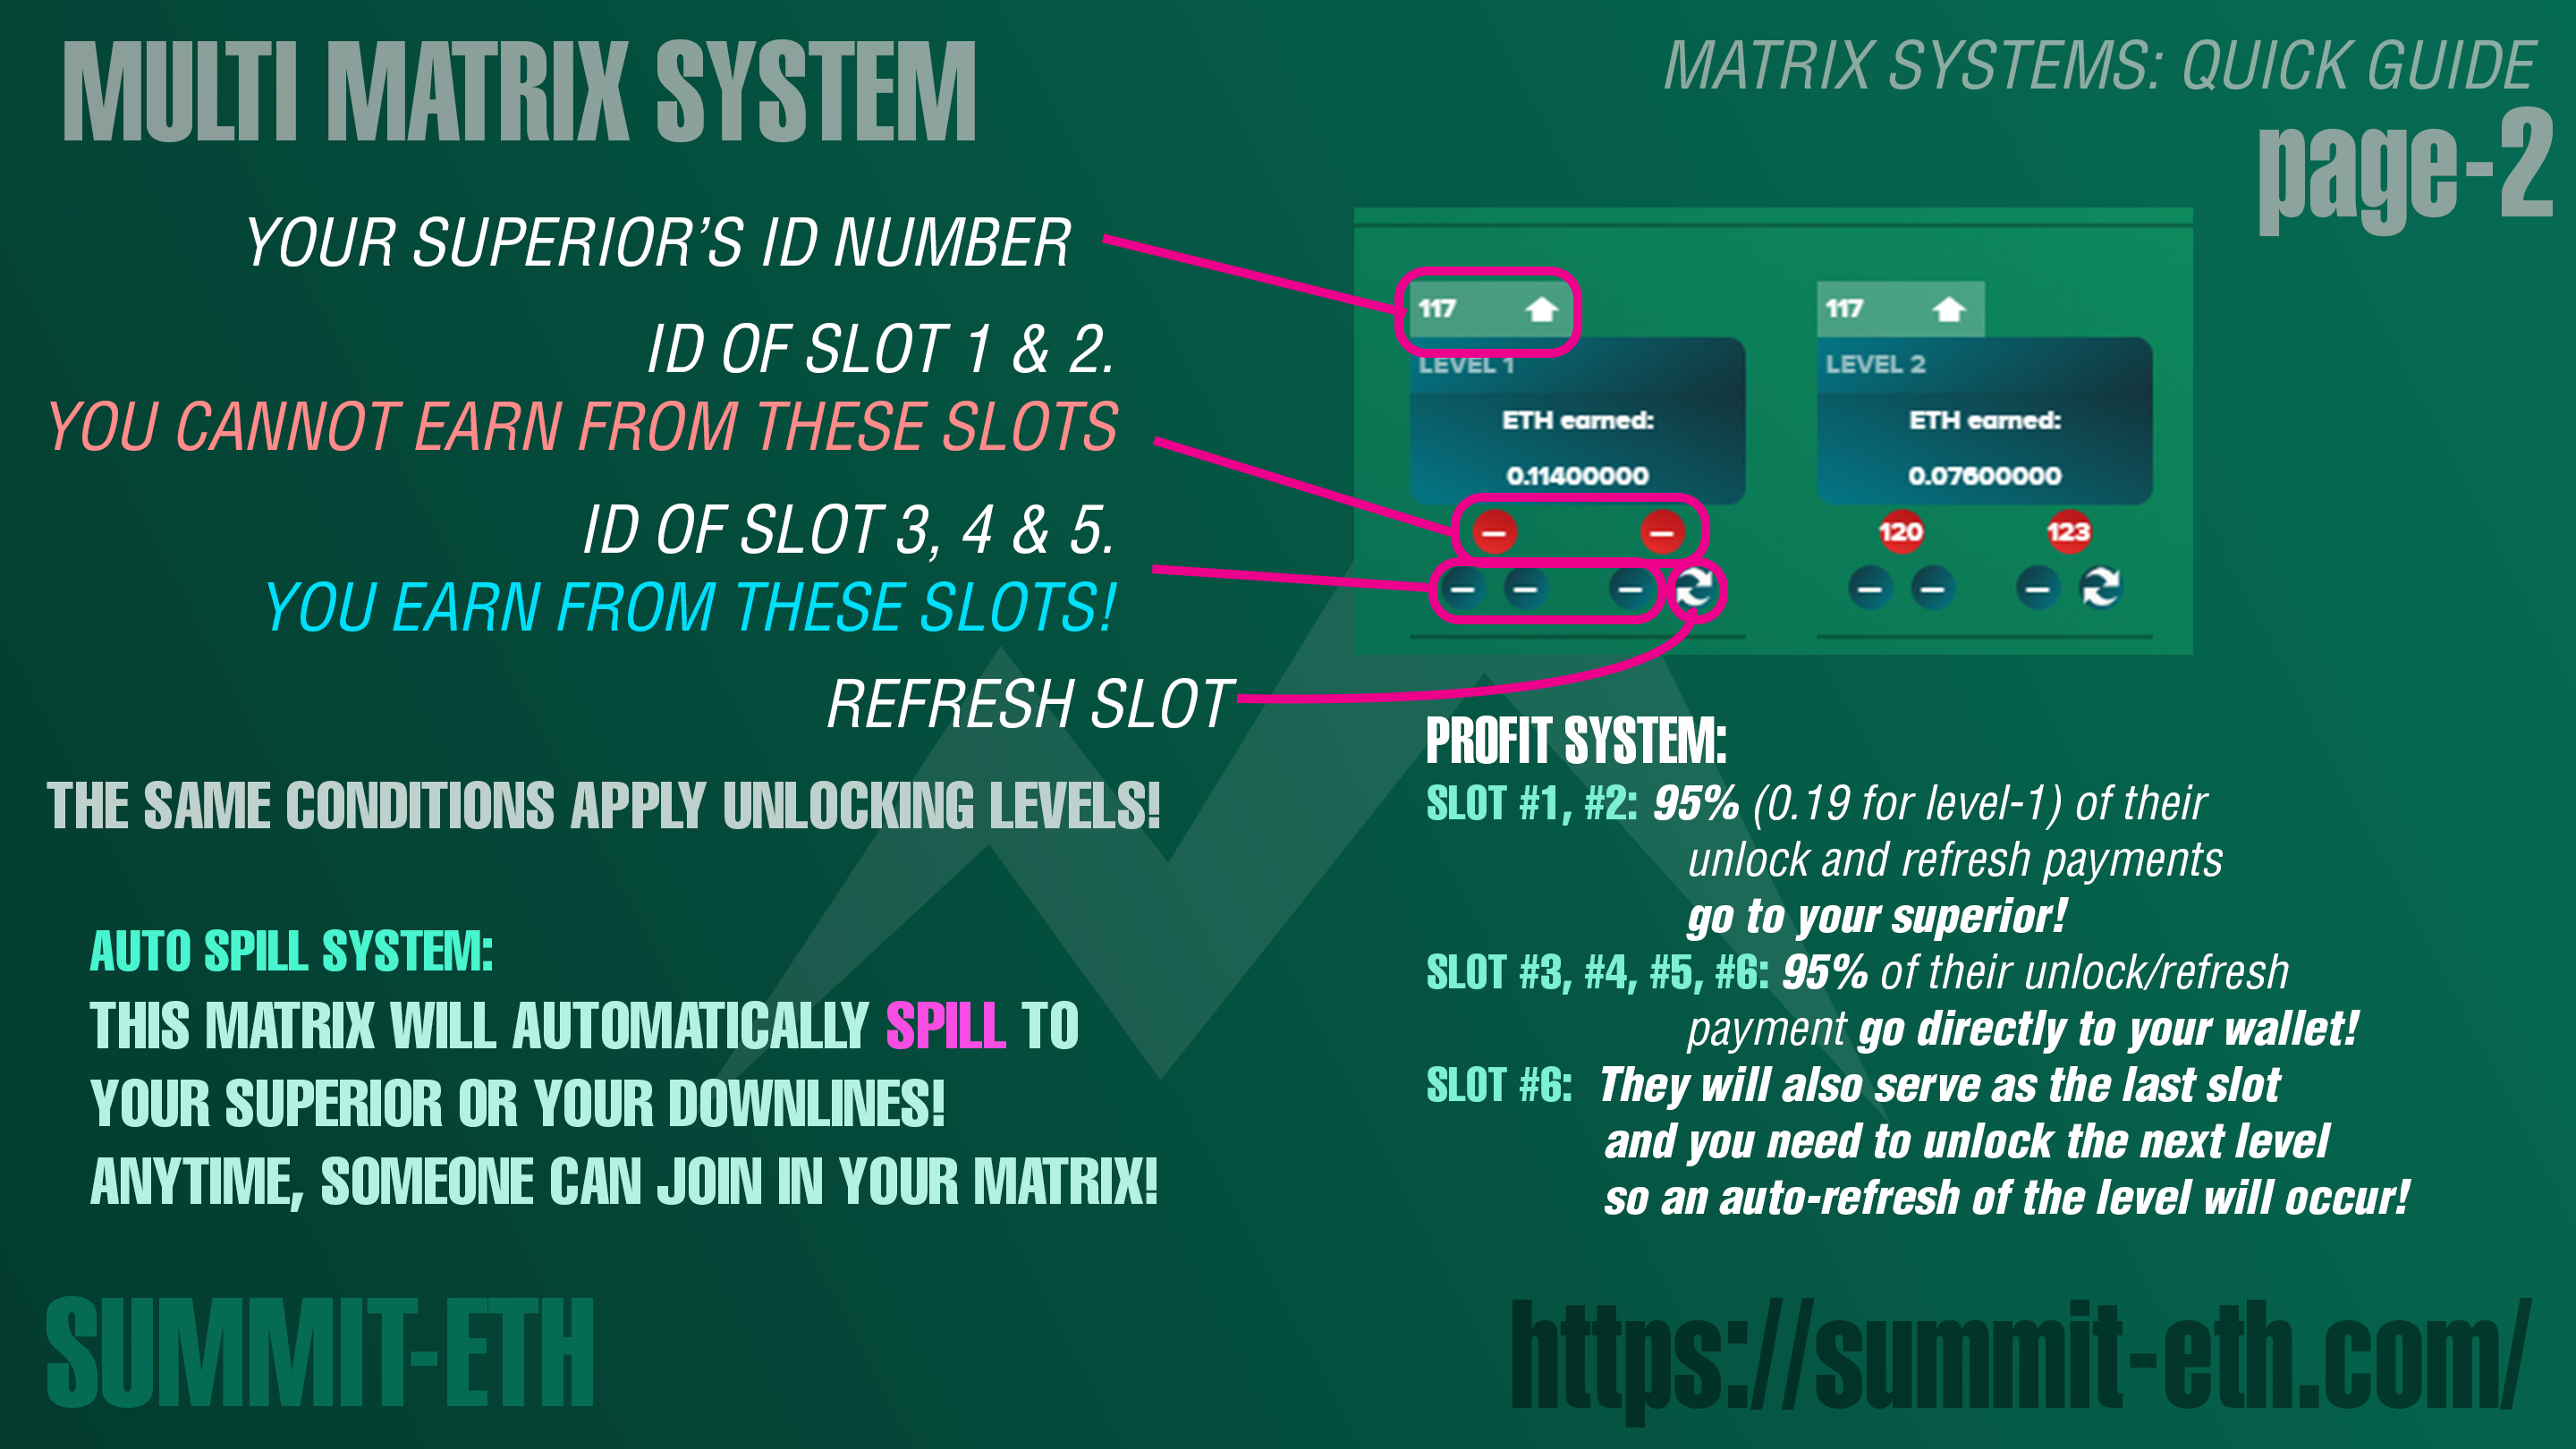 MULTI MATRIX SYSTEM
MATRIX SYSTEMS: QUICK GUIDE
page-2
YOUR SUPERIOR'S ID NUMBER
ID OF SLOT 1 & 2.
YOU CANNOT EARN FROM THESE SLOTS
ID OF SLOT 3, 4 & 5.
YOU EARN FROM THESE SLOTS!
REFRESH SLOT
THE SAME CONDITIONS APPLY UNLOCKING LEVELS!
AUTO SPILL SYSTEM:
THIS MATRIX WILL AUTOMATICALLY SPILL TO
YOUR SUPERIOR OR YOUR DOWNLINES!
ANYTIME, SOMEONE CAN JOIN IN YOUR MATRIX!
117
LEVEL 1
ETH earned:
0.11400000
117
LEVEL 2
ETH earned:
0.07600000
120 123
PROFIT SYSTEM:
SLOT #1, #2: 95% (0.19 for level-1) of their
unlock and refresh payments
go to your superior!
SLOT #3, #4, #5, #6: 95% of their unlock/refresh
payment go directly to your wallet!
SLOT #6: They will also serve as the last slot
and you need to unlock the next level
so an auto-refresh of the level will occur!
SUMMIT-ETH
https://summit-eth.com/